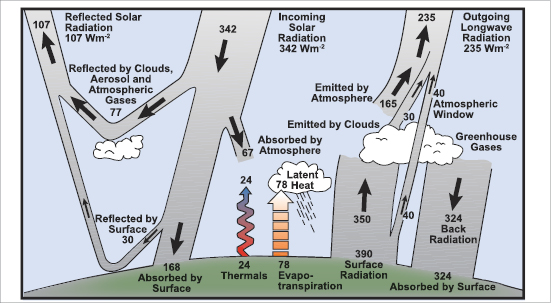 107
Reflected Solar
Radiation
107 Wm-2
342
Incoming
Solar
Radiation
342 Wm-2
235
Outgoing
Longwave
Radiation
235 Wm-2
Reflected by Clouds,
Aerosol and
Atmospheric
Gases
77
Emitted by
Atmosphere
165
40
Atmospheric
Window
Emitted by Clouds
30
Greenhouse
Gases
67
Absorbed by
Atmosphere
24
78
Latent
Heat
Reflected by
Surface
30
350
40
324
Back
Radiation
168
Absorbed by
Surface
24
Thermals
78
Evapo-
transpiration
390
Surface
Radiation
324
Absorbed by Surface